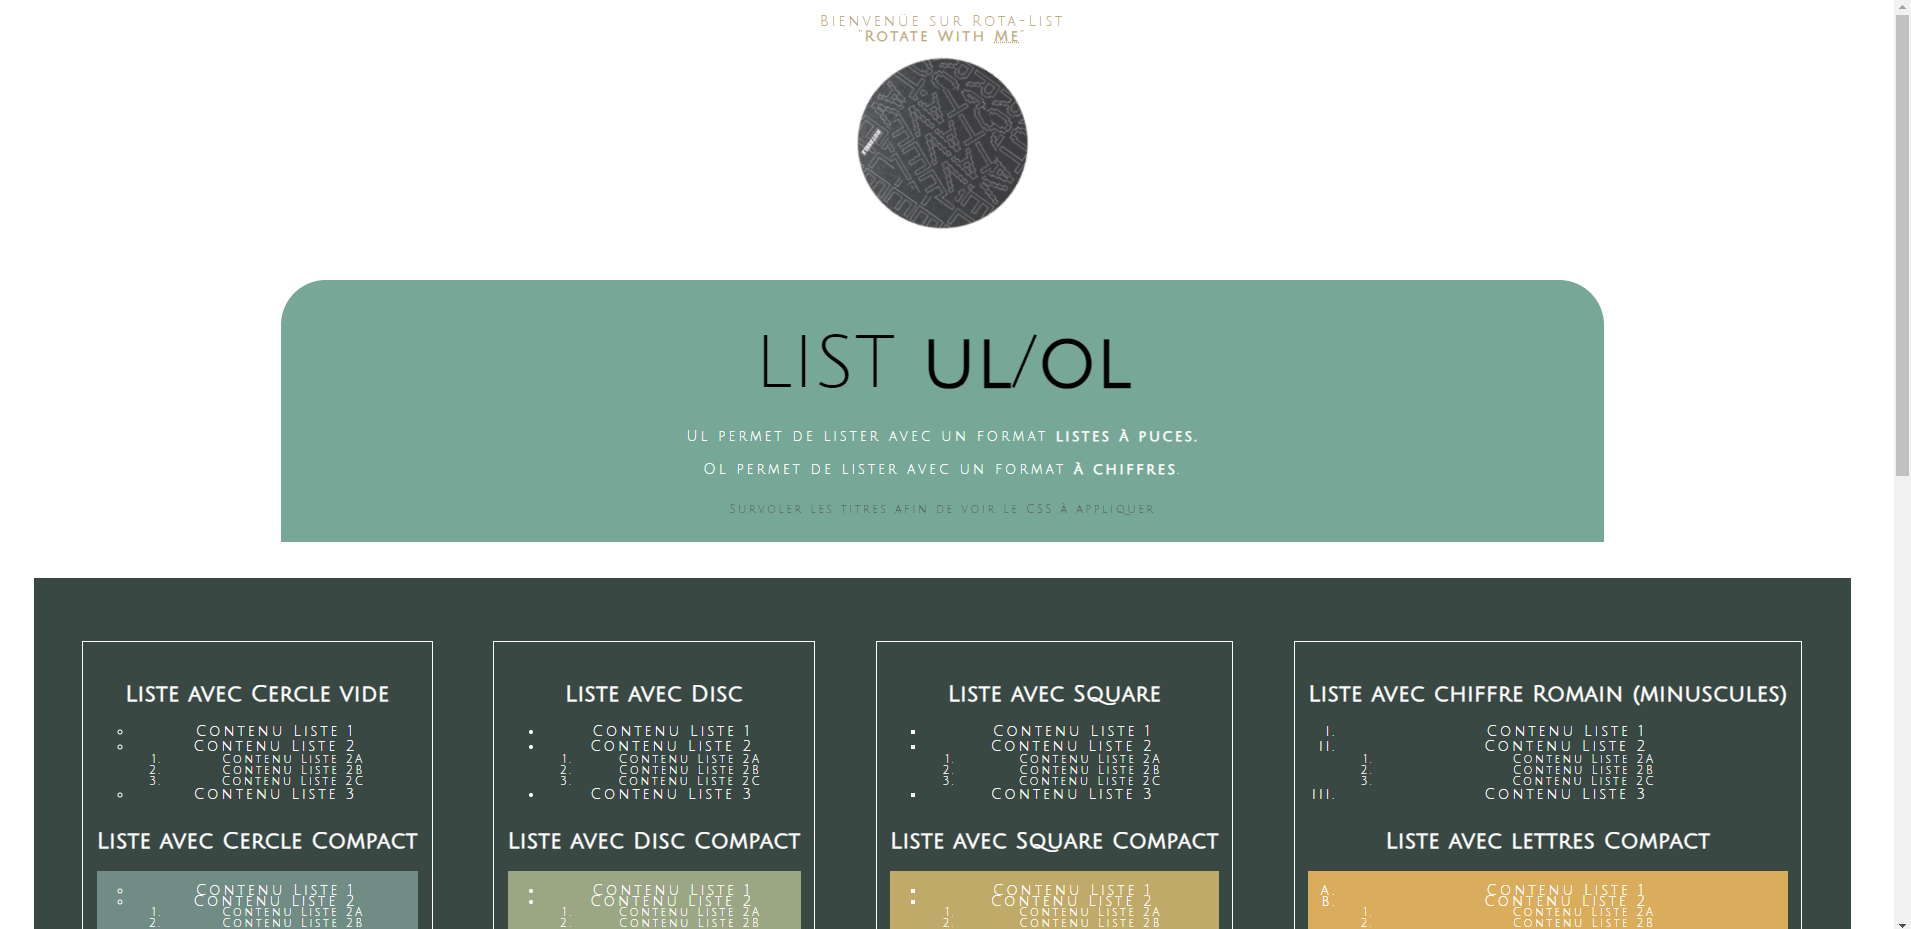 Bienvenüe sur Rota-List
"Rotate With Me"
LIST UL/OL
Ul permet de lister avec un format listes à puces.
Ol permet de lister avec un format à chiffres.
Survoler les titres afin de voir le CSS à appliquer
Liste avec Cercle vide
Contenu Liste 1
Contenu Liste 2
1. Contenu Liste 2A
2. Contenu Liste 2B
3. Contenu Liste 2C
Contenu Liste 3
Liste avec Cercle Compact
Contenu Liste 1
Contenu Liste 2
1. Contenu Liste 2A
2. Contenu Liste 2B
Liste avec Disc
Contenu Liste 1
Contenu Liste 2
1. Contenu Liste 2A
2. Contenu Liste 2B
3. Contenu Liste 2C
Contenu Liste 3
Liste avec Disc Compact
Contenu Liste 1
Contenu Liste 2
1. Contenu Liste 2A
2. Contenu Liste 2B
Liste avec Square
Contenu Liste 1
Contenu Liste 2
1. Contenu Liste 2A
2. Contenu Liste 2B
3. Contenu Liste 2C
Contenu Liste 3
Liste avec Square Compact
Contenu Liste 1
Contenu Liste 2
1. Contenu Liste 2A
2. Contenu Liste 2B
Liste avec chiffre Romain (minuscules)
i. Contenu Liste 1
ii. Contenu Liste 2
1. Contenu Liste 2A
2. Contenu Liste 2B
3. Contenu Liste 2C
iii. Contenu Liste 3
Liste avec lettres Compact
a. Contenu Liste 1
b. Contenu Liste 2
1. Contenu Liste 2A
2. Contenu Liste 2B